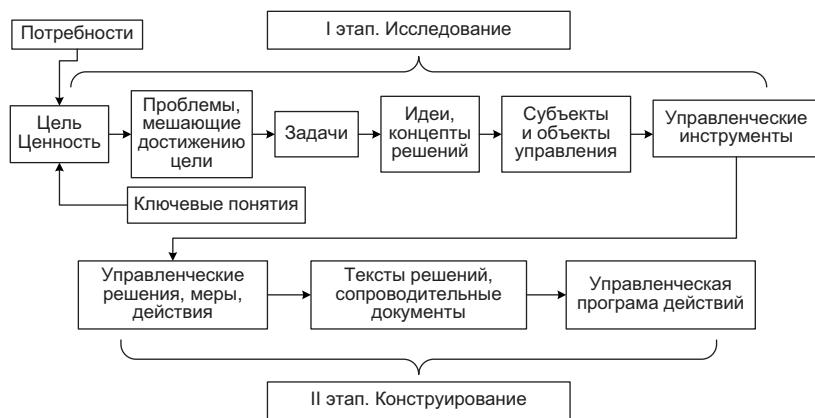 Потребности
I этап. Исследование
Цель
Ценность
Проблемы,
мешающие
достижению
цели
Задачи
Идеи,
концепты
решений
Субъекты
и объекты
управления
Управленческие
инструменты
Ключевые понятия
Управленческие
решения, меры,
действия
Тексты решений,
сопроводительные
документы
Управленческая
програма действий
II этап. Конструирование